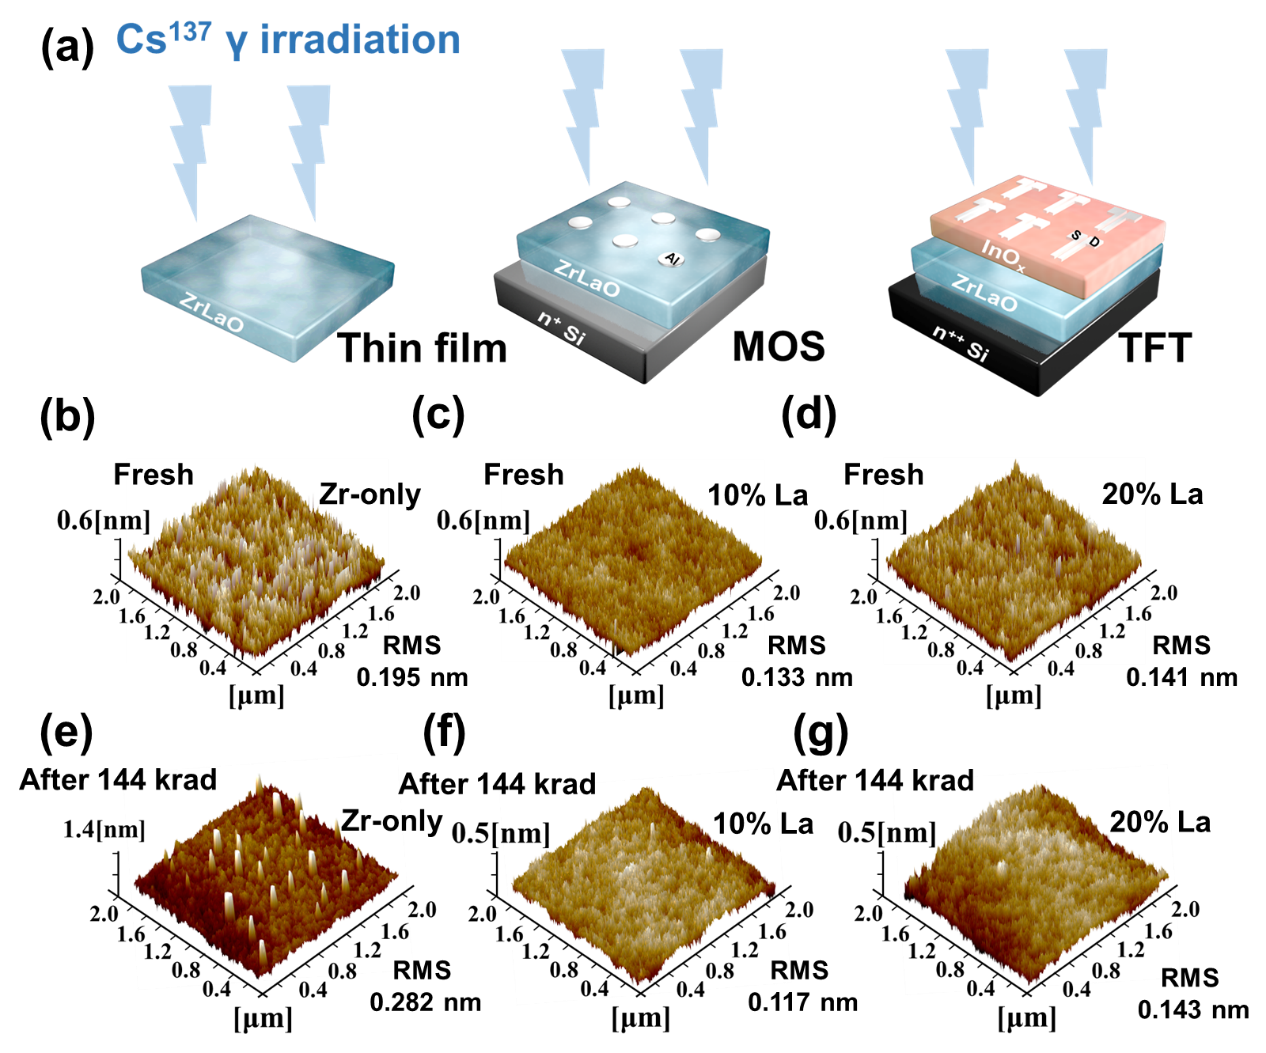 (a) Cs¹³⁷ γ irradiation
ZrLaO
Thin film
Al
ZrLaO
n⁺ Si
MOS
S D
InOₓ
ZrLaO
n⁺⁺ Si
TFT
(b)
Fresh
Zr-only
0.6[nm]
2.0
1.6
1.2
0.8
0.4
[μm]
0.4
0.8
1.2
1.6
2.0
RMS
0.195 nm
(c)
Fresh
10% La
0.6[nm]
2.0
1.6
1.2
0.8
0.4
[μm]
0.4
0.8
1.2
1.6
2.0
RMS
0.133 nm
(d)
Fresh
20% La
0.6[nm]
2.0
1.6
1.2
0.8
0.4
[μm]
0.4
0.8
1.2
1.6
2.0
RMS
0.141 nm
(e)
After 144 krad
Zr-only
1.4[nm]
2.0
1.6
1.2
0.8
0.4
[μm]
0.4
0.8
1.2
1.6
2.0
RMS
0.282 nm
(f)
After 144 krad
10% La
0.5[nm]
2.0
1.6
1.2
0.8
0.4
[μm]
0.4
0.8
1.2
1.6
2.0
RMS
0.117 nm
(g)
After 144 krad
20% La
0.5[nm]
2.0
1.6
1.2
0.8
0.4
[μm]
0.4
0.8
1.2
1.6
2.0
RMS
0.143 nm